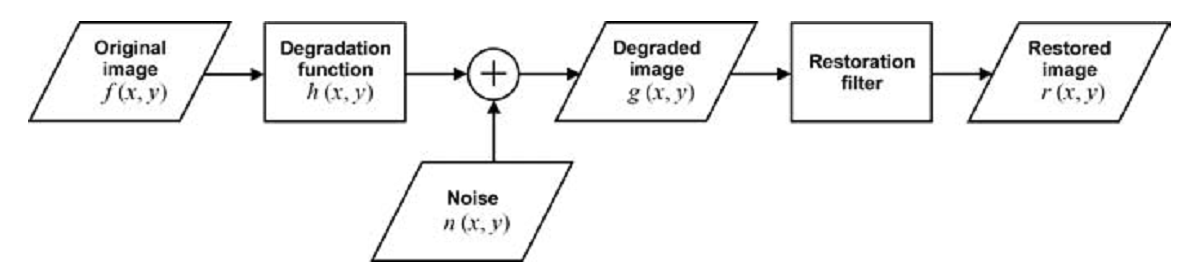 Original
image
f (x, y)
Degradation
function
h (x, y)
+
Degraded
image
g (x, y)
Restoration
filter
Restored
image
r (x, y)
Noise
n (x, y)